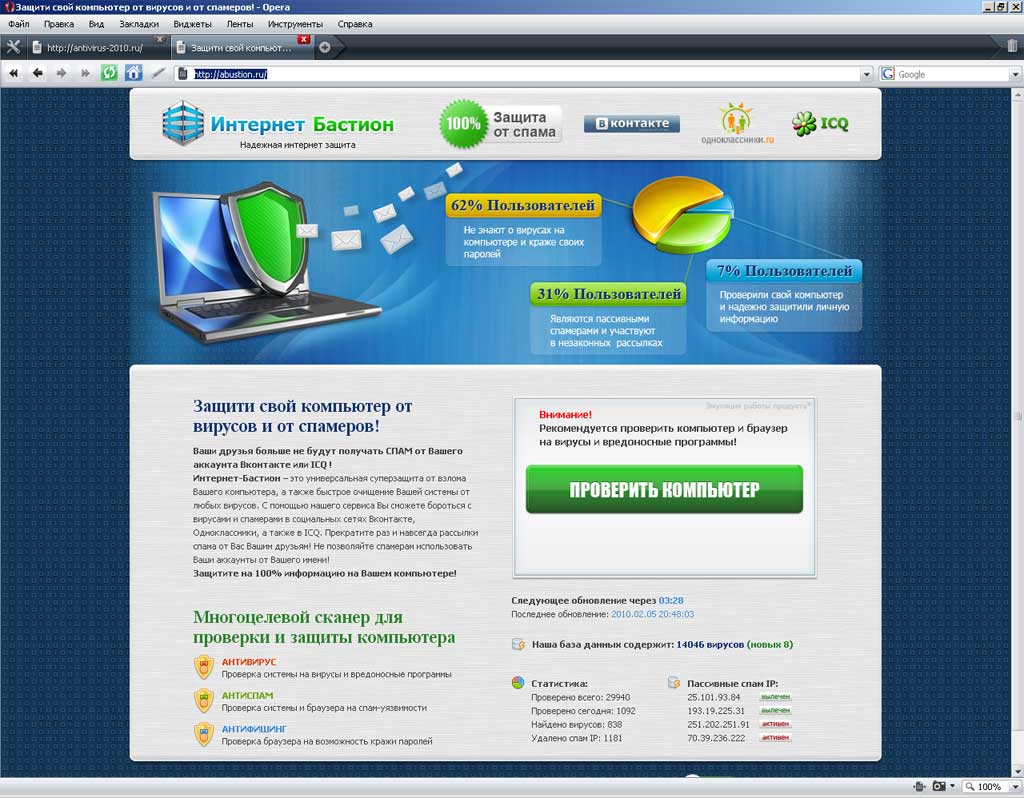 Защити свой компьютер от вирусов и от спамеров! - Opera
Файл Правка Вид Закладки Виджеты Ленты Инструменты Справка
http://antivirus-2010.ru/ Защити свой компьют...
http://abustion.ru/ Google
Интернет Бастион
Надежная интернет защита
100% Защита
от спама
В контакте
одноклассники.ru
ICQ
62% Пользователей
Не знают о вирусах на
компьютере и краже своих
паролей
7% Пользователей
Проверили свой компьютер
и надежно защитили личную
информацию
31% Пользователей
Являются пассивными
спамерами и участвуют
в незаконных рассылках
Защити свой компьютер от
вирусов и от спамеров!
Ваши друзья больше не будут получать СПАМ от Вашего
аккаунта Вконтакте или ICQ !
Интернет-Бастион – это универсальная суперзащита от взлома
Вашего компьютера, а также быстрое очищение Вашей системы от
любых вирусов. С помощью нашего сервиса Вы сможете бороться с
вирусами и спамерами в социальных сетях Вконтакте,
Одноклассники, а также в ICQ. Прекратите раз и навсегда рассылки
спама от Вас Вашим друзьям! Не позволяйте спамерам использовать
Ваши аккаунты от Вашего имени!
Защитите на 100% информацию на Вашем компьютере!
Многоцелевой сканер для
проверки и защиты компьютера
АНТИВИРУС
Проверка системы на вирусы и вредоносные программы
АНТИСПАМ
Проверка системы и браузера на спам-уязвимости
АНТИФИШИНГ
Проверка браузера на возможность кражи паролей
Эмуляция работы продукта*
Внимание!
Рекомендуется проверить компьютер и браузер
на вирусы и вредоносные программы!
ПРОВЕРИТЬ КОМПЬЮТЕР
Следующее обновление через 03:28
Последнее обновление: 2010.02.05 20:48:03
Наша база данных содержит: 14046 вирусов (новых 8)
Статистика:
Проверено всего: 29940
Проверено сегодня: 1092
Найдено вирусов: 838
Удалено спам IP: 1181
Пассивные спам IP:
25.101.93.84 вылечен
193.19.225.31 вылечен
251.202.251.91 активен
70.39.236.222 активен
100%